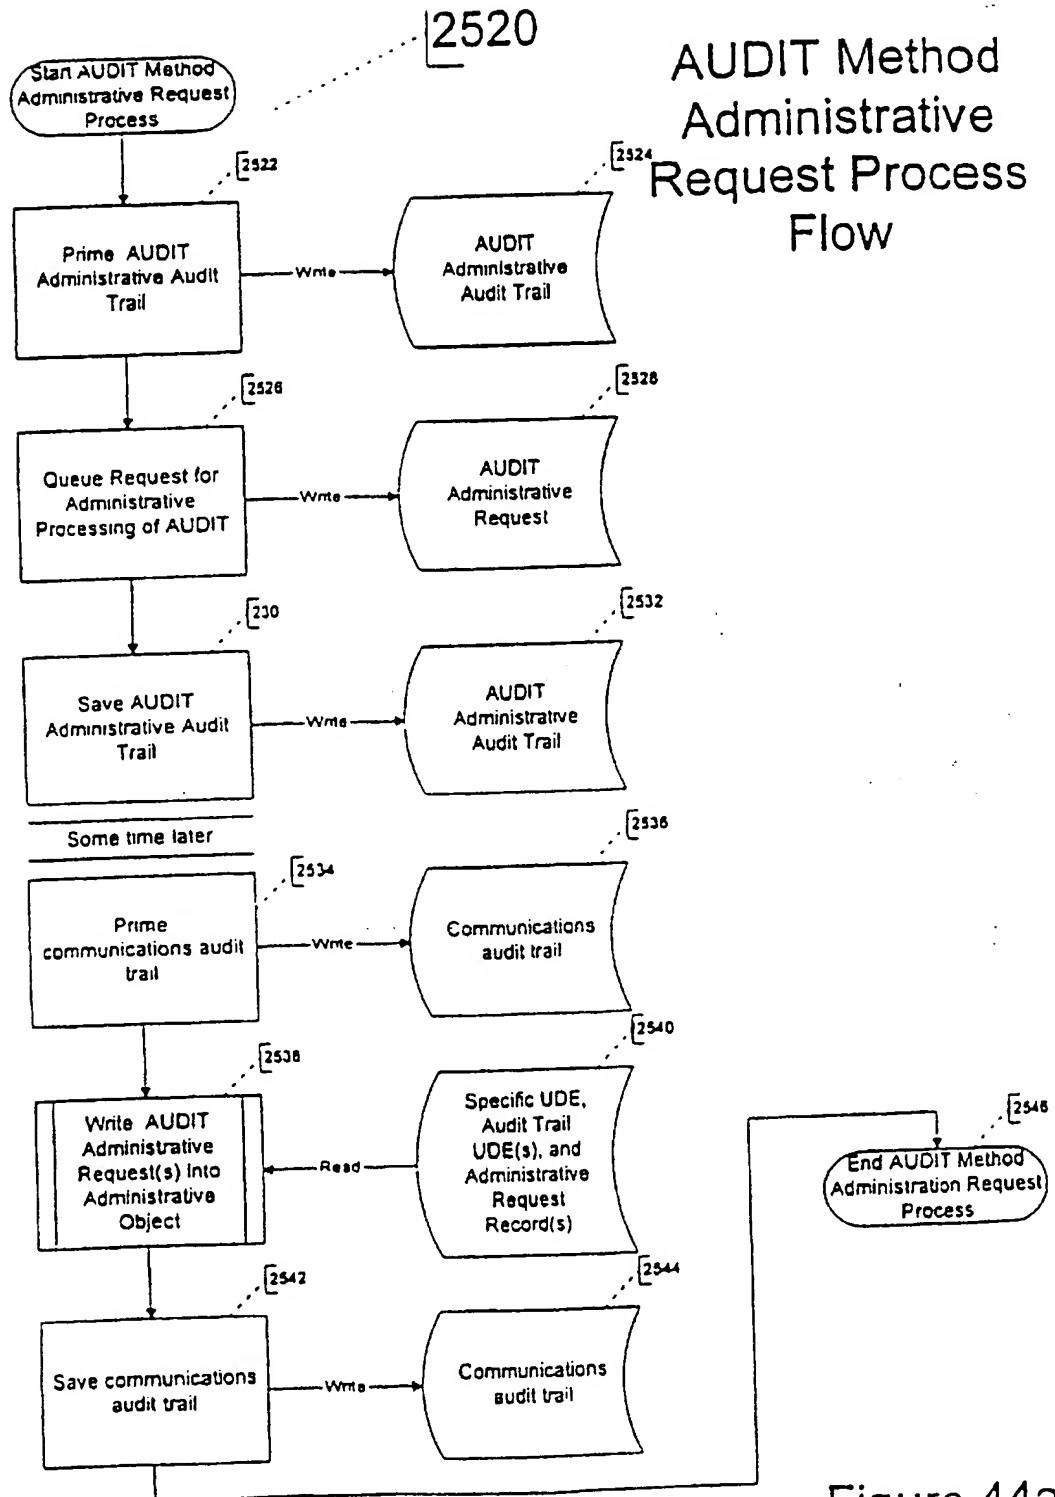 2520
AUDIT Method
Administrative
Request Process
Flow
Start AUDIT Method
Administrative Request
Process
2522
Prime AUDIT
Administrative Audit
Trail
Write
2524
AUDIT
Administrative
Audit Trail
2526
Queue Request for
Administrative
Processing of AUDIT
Write
2528
AUDIT
Administrative
Request
230
Save AUDIT
Administrative Audit
Trail
Write
2532
AUDIT
Administrative
Audit Trail
Some time later
2534
Prime
communications audit
trail
Write
2536
Communications
audit trail
2538
Write AUDIT
Administrative
Request(s) Into
Administrative
Object
Read
2540
Specific UDE,
Audit Trail
UDE(s), and
Administrative
Request
Record(s)
2542
Save communications
audit trail
Write
2544
Communications
audit trail
2546
End AUDIT Method
Administration Request
Process
Figure 44a